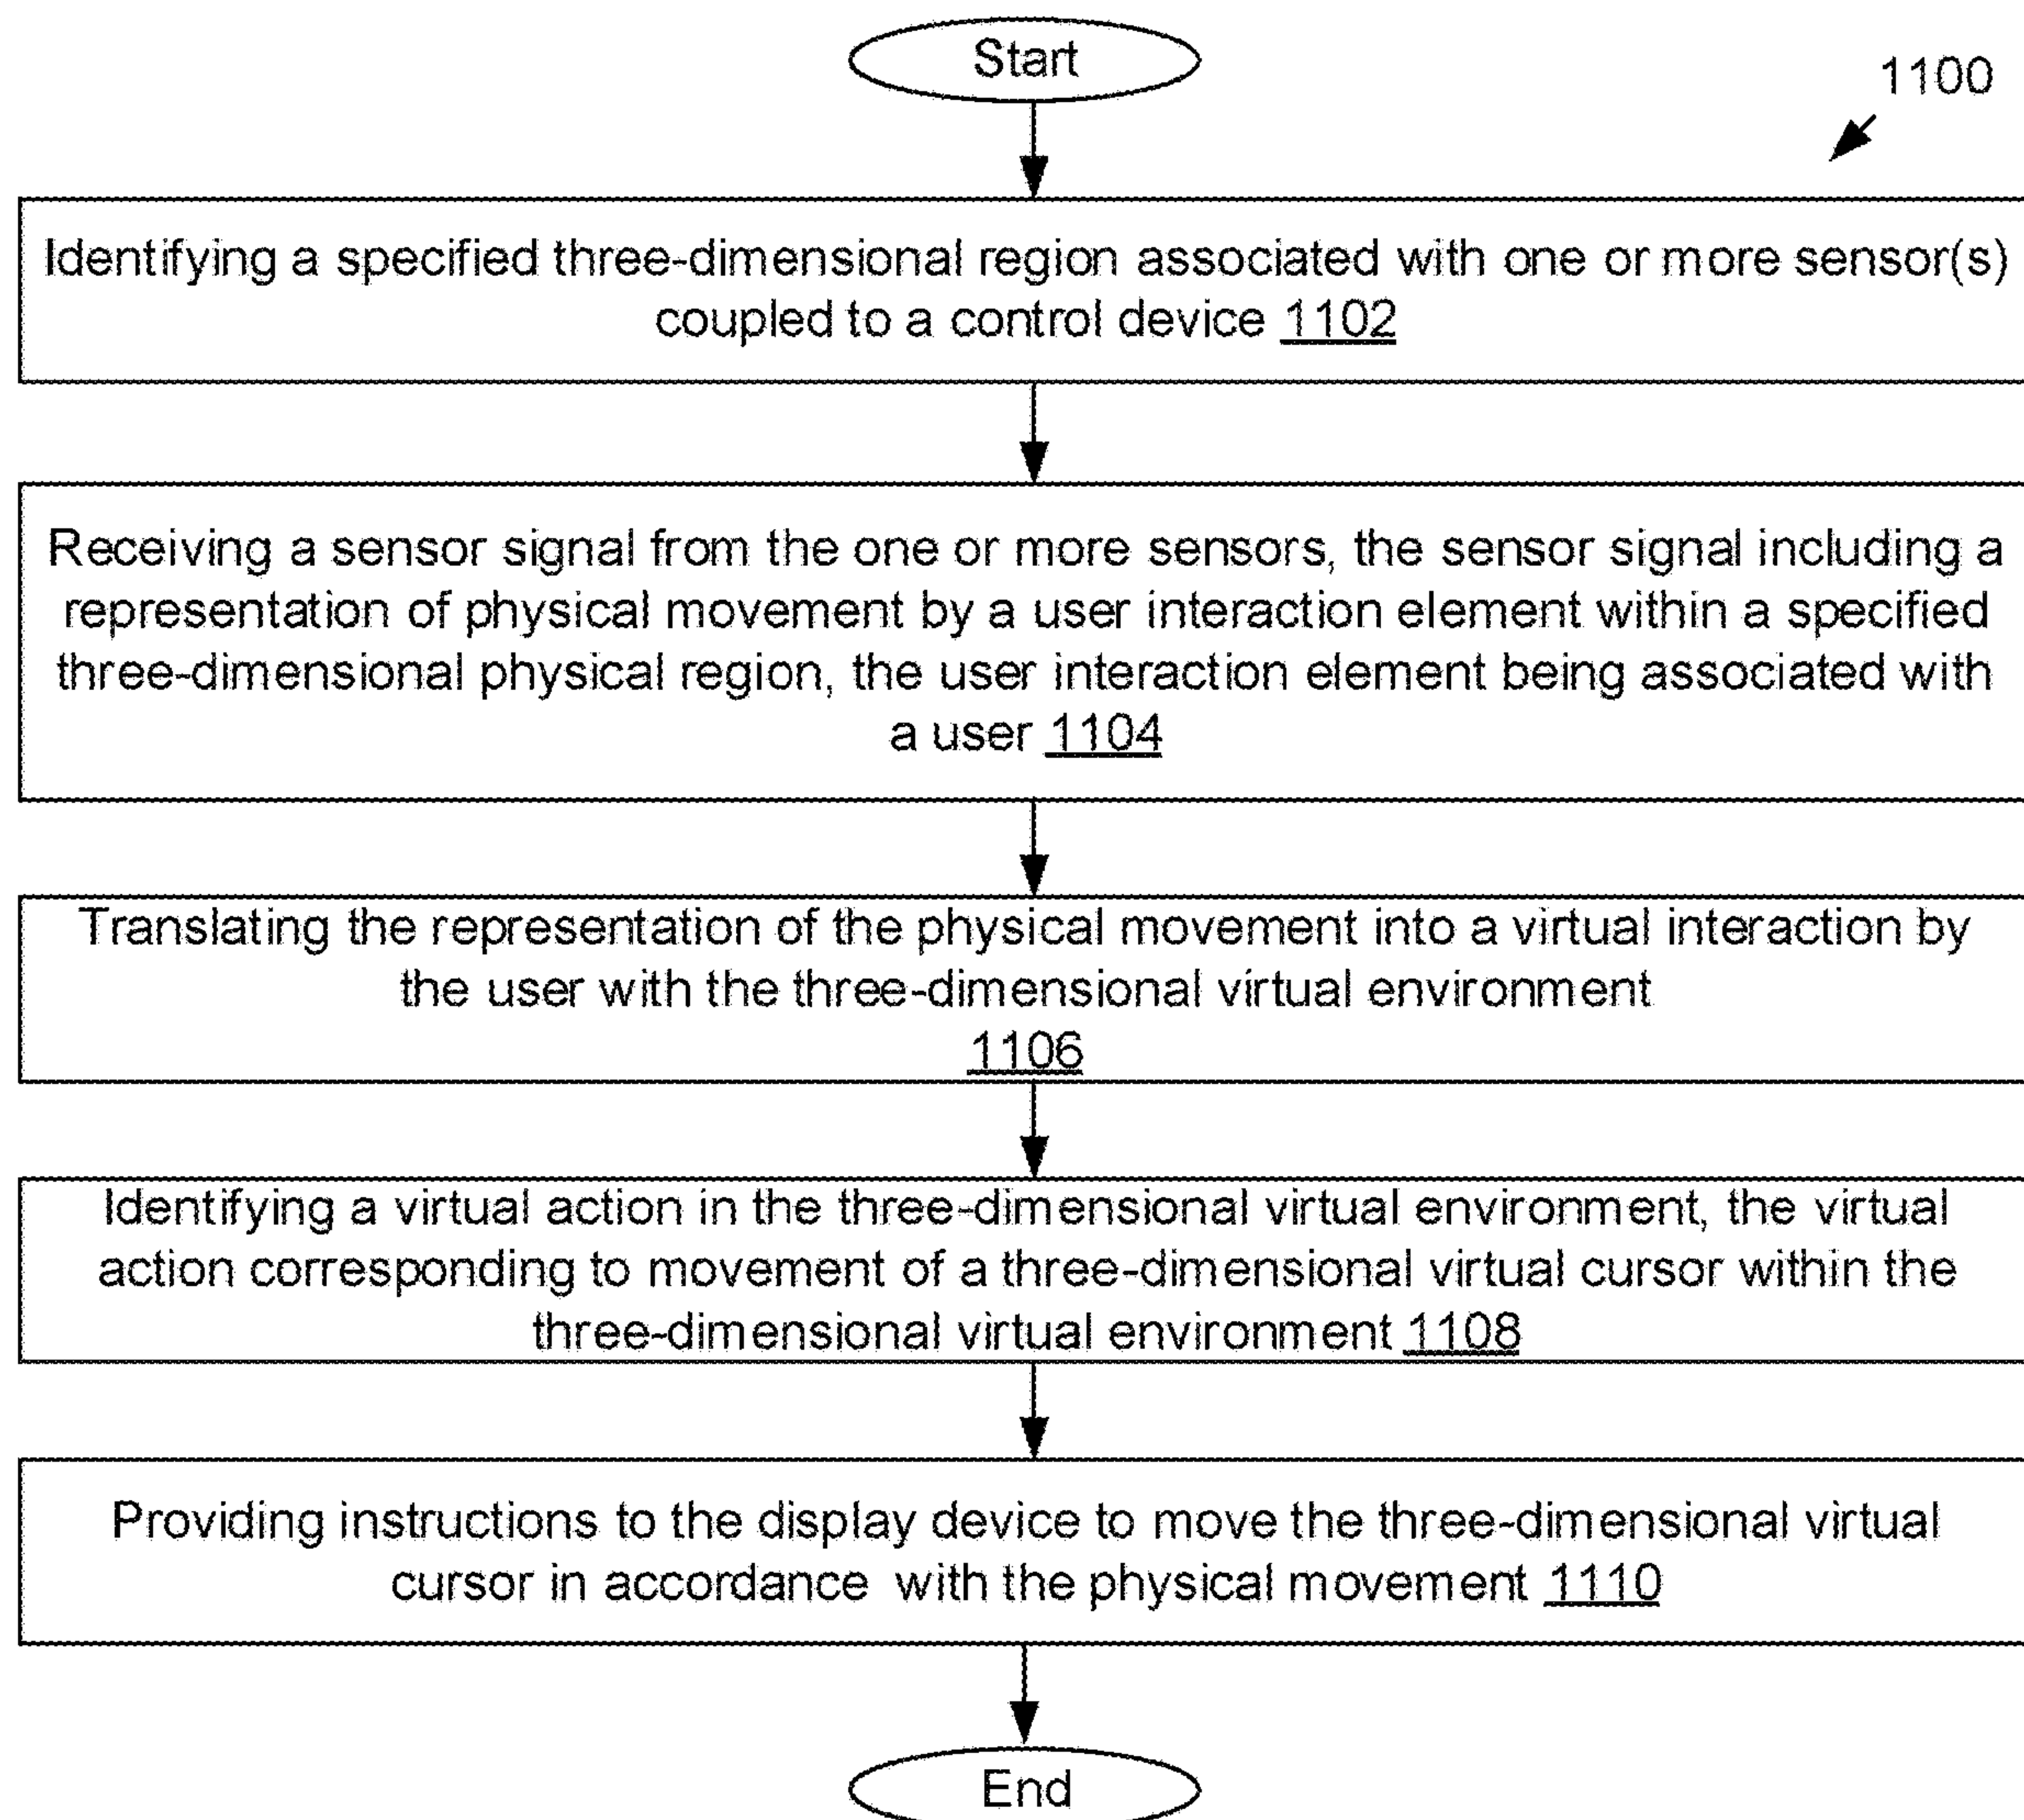 Start
1100
Identifying a specified three-dimensional region associated with one or more sensor(s)
coupled to a control device 1102
Receiving a sensor signal from the one or more sensors, the sensor signal including a
representation of physical movement by a user interaction element within a specified
three-dimensional physical region, the user interaction element being associated with
a user 1104
Translating the representation of the physical movement into a virtual interaction by
the user with the three-dimensional virtual environment
1106
Identifying a virtual action in the three-dimensional virtual environment, the virtual
action corresponding to movement of a three-dimensional virtual cursor within the
three-dimensional virtual environment 1108
Providing instructions to the display device to move the three-dimensional virtual
cursor in accordance with the physical movement 1110
End